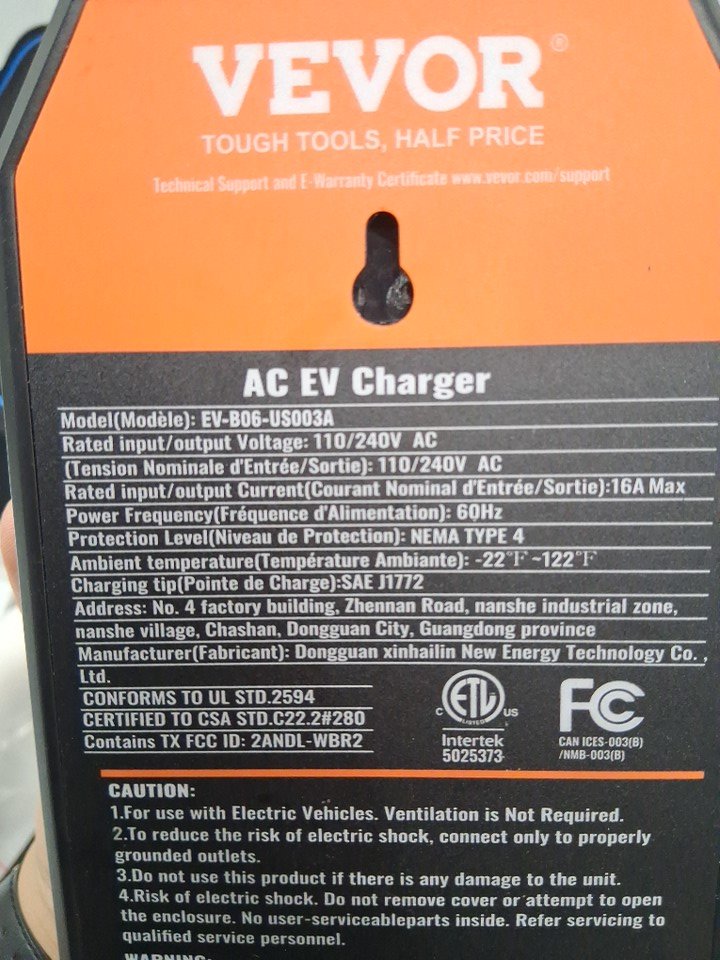 VEVOR®
TOUGH TOOLS, HALF PRICE
Technical Support and E-Warranty Certificate www.vevor.com/support
AC EV Charger
Model(Modèle): EV-B06-US003A
Rated input/output Voltage: 110/240V AC
(Tension Nominale d'Entrée/Sortie): 110/240V AC
Rated input/output Current(Courant Nominal d'Entrée/Sortie):16A Max
Power Frequency(Fréquence d'Alimentation): 60Hz
Protection Level(Niveau de Protection): NEMA TYPE 4
Ambient temperature(Température Ambiante): -22°F ~122°F
Charging tip(Pointe de Charge):SAE J1772
Address: No. 4 factory building, Zhennan Road, nanshe industrial zone,
nanshe village, Chashan, Dongguan City, Guangdong province
Manufacturer(Fabricant): Dongguan xinhailin New Energy Technology Co. ,
Ltd.
CONFORMS TO UL STD.2594
CERTIFIED TO CSA STD.C22.2#280
Contains TX FCC ID: 2ANDL-WBR2
C ETL US
LISTED
Intertek
5025373
FC
CAN ICES-003(B)
/NMB-003(B)
CAUTION:
1.For use with Electric Vehicles. Ventilation is Not Required.
2.To reduce the risk of electric shock, connect only to properly
grounded outlets.
3.Do not use this product if there is any damage to the unit.
4.Risk of electric shock. Do not remove cover or attempt to open
the enclosure. No user-serviceableparts inside. Refer servicing to
qualified service personnel.
WARNING: